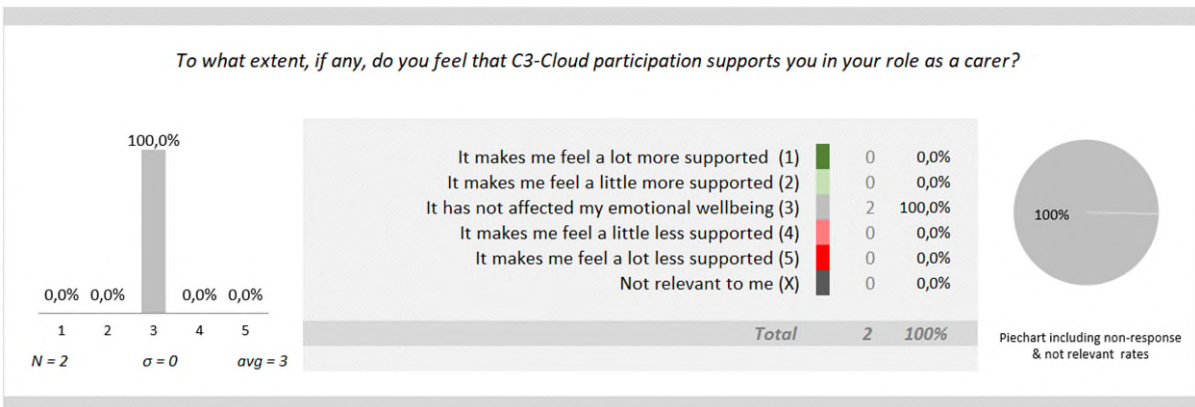 To what extent, if any, do you feel that C3-Cloud participation supports you in your role as a carer?
100,0%
0,0% 0,0% 0,0% 0,0%
1 2 3 4 5
N = 2 σ = 0 avg = 3
It makes me feel a lot more supported (1) 0 0,0%
It makes me feel a little more supported (2) 0 0,0%
It has not affected my emotional wellbeing (3) 2 100,0%
It makes me feel a little less supported (4) 0 0,0%
It makes me feel a lot less supported (5) 0 0,0%
Not relevant to me (X) 0 0,0%
Total 2 100%
100%
Piechart including non-response
& not relevant rates